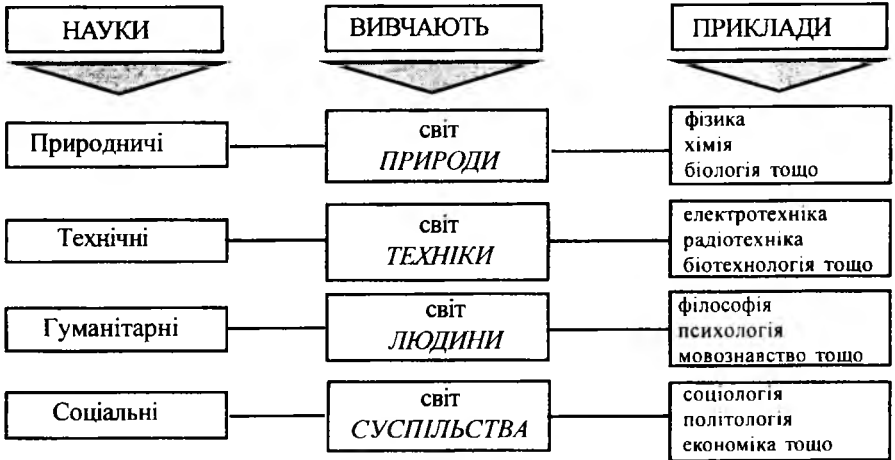 НАУКИ
ВИВЧАЮТЬ
ПРИКЛАДИ
Природничі
світ
ПРИРОДИ
фізика
хімія
біологія тощо
Технічні
світ
ТЕХНІКИ
електротехніка
радіотехніка
біотехнологія тощо
Гуманітарні
світ
ЛЮДИНИ
філософія
психологія
мовознавство тощо
Соціальні
світ
СУСПІЛЬСТВА
соціологія
політологія
економіка тощо